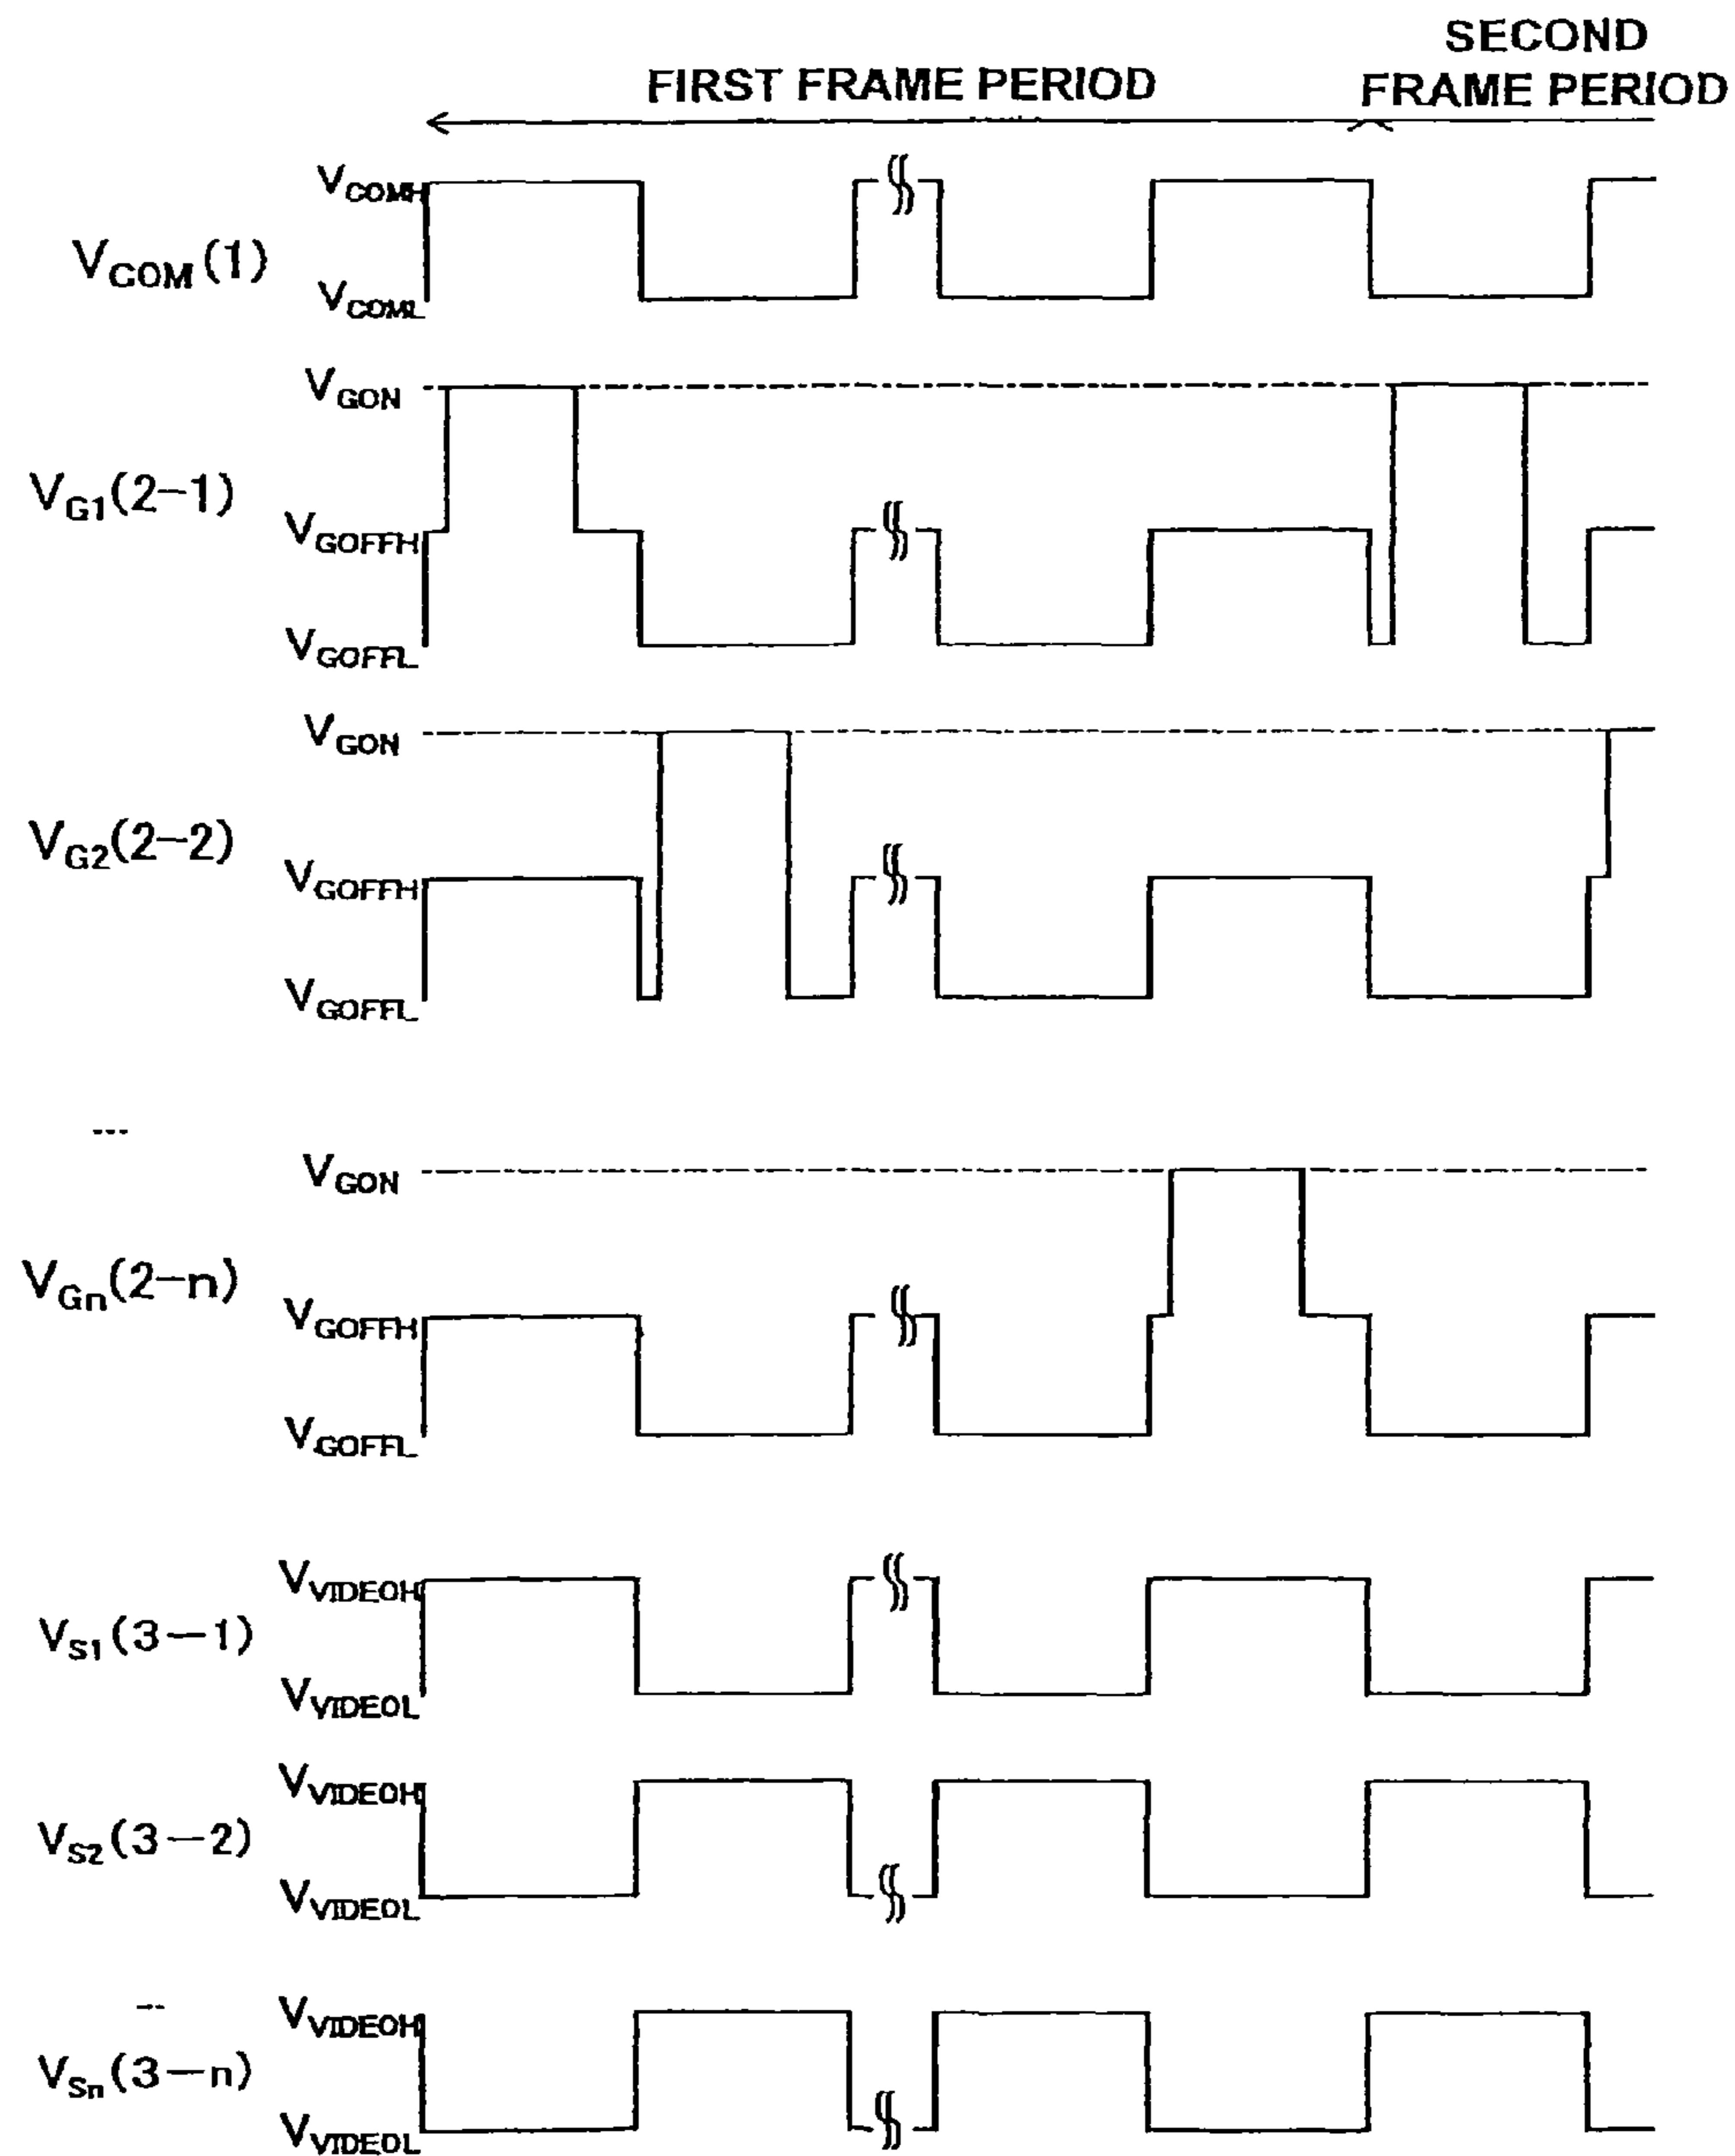 SECOND
FIRST FRAME PERIOD FRAME PERIOD
VCOMH
VCOM(1)
VCOML
VGON
VG1(2-1)
VGOFFH
VGOFFL
VGON
VG2(2-2)
VGOFFH
VGOFFL
---
VGON
VGn(2-n)
VGOFFH
VGOFFL
VVIDEOH
VS1(3-1)
VVIDEOL
VVIDEOH
VS2(3-2)
VVIDEOL
--
VVIDEOH
VSn(3-n)
VVIDEOL